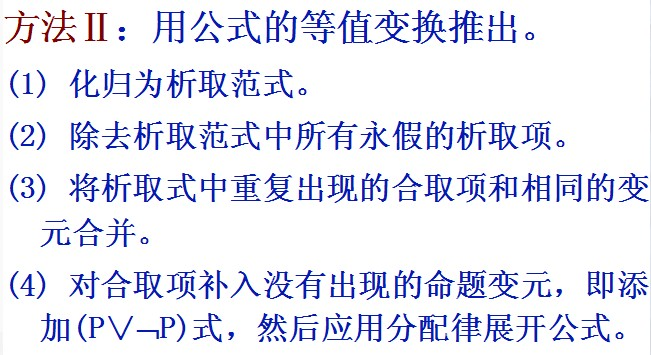 方法Ⅱ：用公式的等值变换推出。
(1) 化归为析取范式。
(2) 除去析取范式中所有永假的析取项。
(3) 将析取式中重复出现的合取项和相同的变
元合并。
(4) 对合取项补入没有出现的命题变元，即添
加(P∨¬P)式，然后应用分配律展开公式。